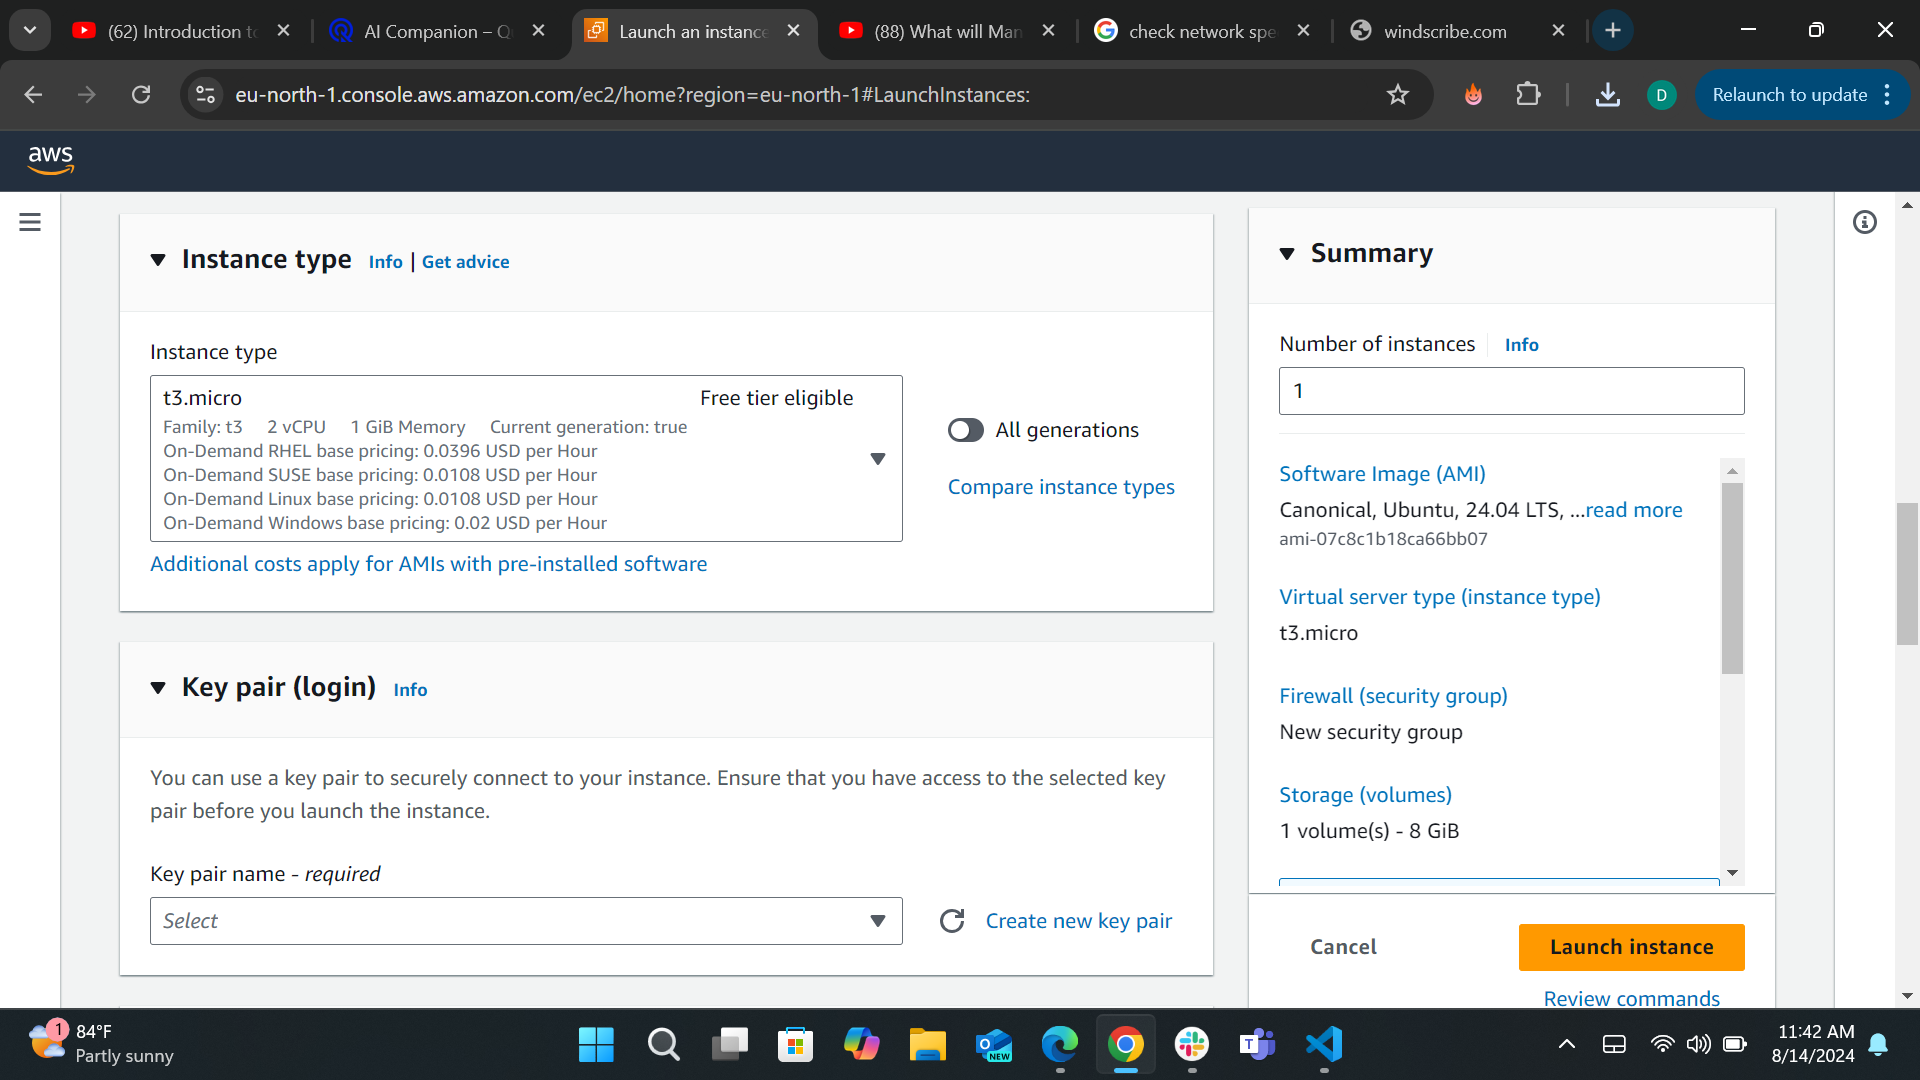 (62) Introduction to
AI Companion – Q
Launch an instance
(88) What will Man
check network spe
windscribe.com
eu-north-1.console.aws.amazon.com/ec2/home?region=eu-north-1#LaunchInstances:
D
Relaunch to update
aws
Instance type Info | Get advice
Instance type
t3.micro Free tier eligible
Family: t3 2 vCPU 1 GiB Memory Current generation: true
On-Demand RHEL base pricing: 0.0396 USD per Hour
On-Demand SUSE base pricing: 0.0108 USD per Hour
On-Demand Linux base pricing: 0.0108 USD per Hour
On-Demand Windows base pricing: 0.02 USD per Hour
All generations
Compare instance types
Additional costs apply for AMIs with pre-installed software
Key pair (login) Info
You can use a key pair to securely connect to your instance. Ensure that you have access to the selected key
pair before you launch the instance.
Key pair name - required
Select
Create new key pair
Summary
Number of instances Info
1
Software Image (AMI)
Canonical, Ubuntu, 24.04 LTS, ...read more
ami-07c8c1b18ca66bb07
Virtual server type (instance type)
t3.micro
Firewall (security group)
New security group
Storage (volumes)
1 volume(s) - 8 GiB
Cancel
Launch instance
Review commands
1
84°F
Partly sunny
NEW
11:42 AM
8/14/2024